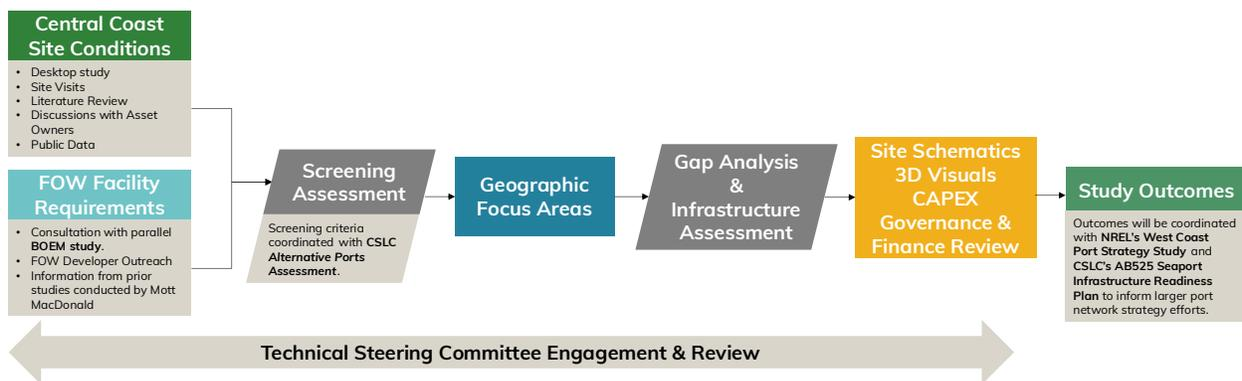 Central Coast
Site Conditions
• Desktop study
• Site Visits
• Literature Review
• Discussions with Asset
Owners
• Public Data
FOW Facility
Requirements
• Consultation with parallel
BOEM study.
• FOW Developer Outreach
• Information from prior
studies conducted by Mott
MacDonald
Screening
Assessment
Screening criteria
coordinated with CSLC
Alternative Ports
Assessment.
Geographic
Focus Areas
Gap Analysis
&
Infrastructure
Assessment
Site Schematics
3D Visuals
CAPEX
Governance &
Finance Review
Study Outcomes
Outcomes will be coordinated
with NREL's West Coast
Port Strategy Study and
CSLC's AB525 Seaport
Infrastructure Readiness
Plan to inform larger port
network strategy efforts.
Technical Steering Committee Engagement & Review